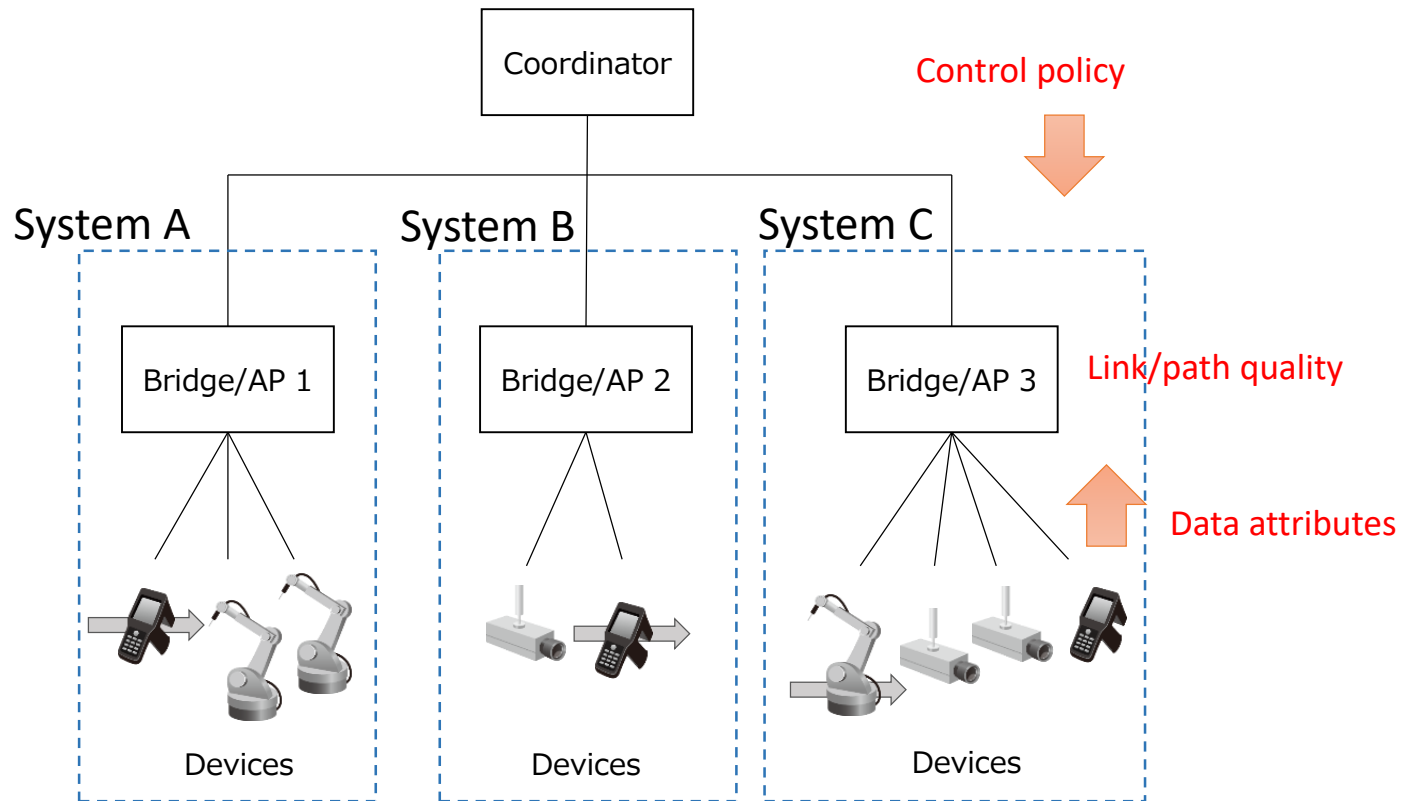 Coordinator
Control policy
System A
System B
System C
Bridge/AP 1
Bridge/AP 2
Bridge/AP 3
Link/path quality
Data attributes
Devices
Devices
Devices